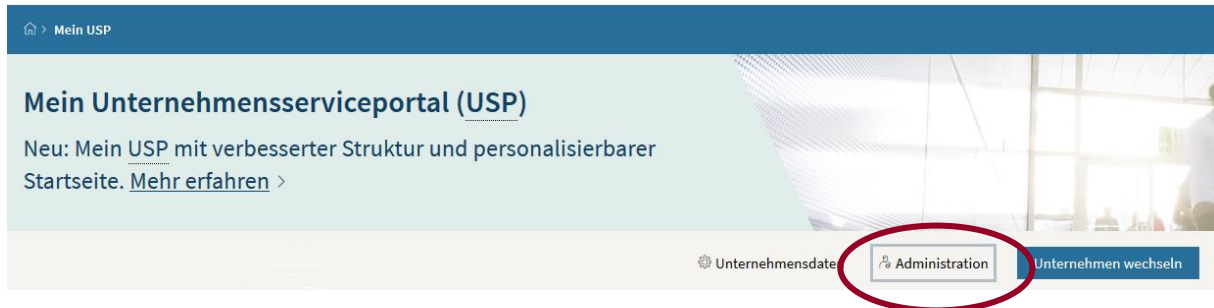 > Mein USP
Mein Unternehmensserviceportal (USP)
Neu: Mein USP mit verbesserter Struktur und personalisierbarer
Startseite. Mehr erfahren >
Unternehmensdate Administration Unternehmen wechseln